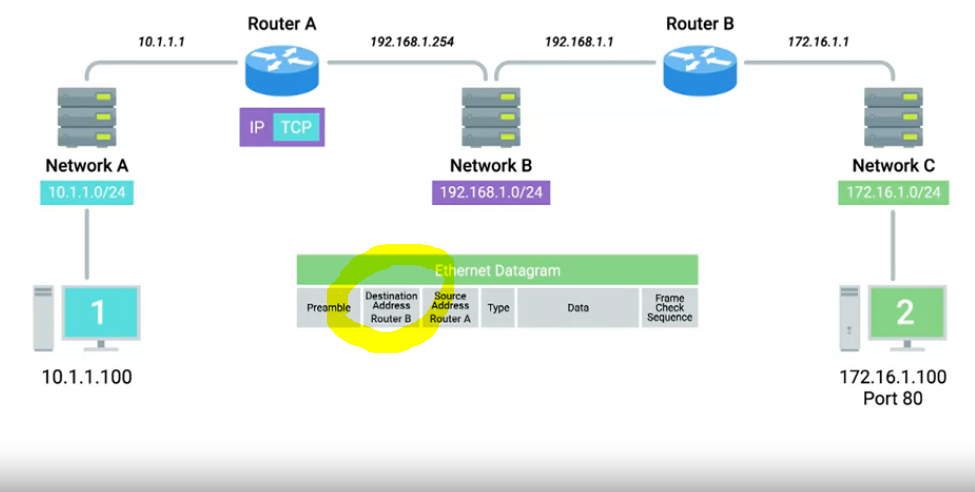 Router A
Router B
10.1.1.1
192.168.1.254
192.168.1.1
172.16.1.1
IP TCP
Network A
Network B
Network C
10.1.1.0/24
192.168.1.0/24
172.16.1.0/24
Ethernet Datagram
Preamble
Destination
Address
Router B
Source
Address
Router A
Type
Data
Frame
Check
Sequence
1
2
10.1.1.100
172.16.1.100
Port 80